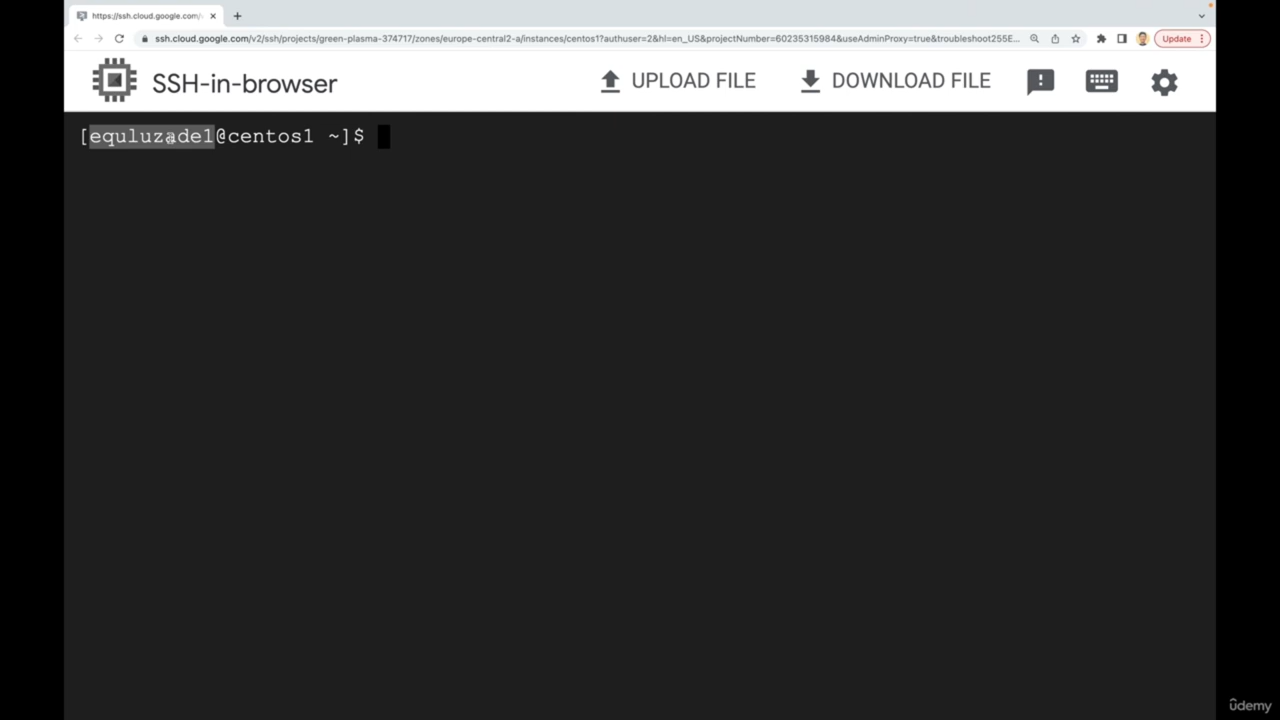 https://ssh.cloud.google.com/v
ssh.cloud.google.com/v2/ssh/projects/green-plasma-374717/zones/europe-central2-a/instances/centos1?authuser=2&hl=en_US&projectNumber=60235315984&useAdminProxy=true&troubleshoot255E...
Update
SSH-in-browser
UPLOAD FILE
DOWNLOAD FILE
[equluzade1@centos1 ~]$
ûdemy